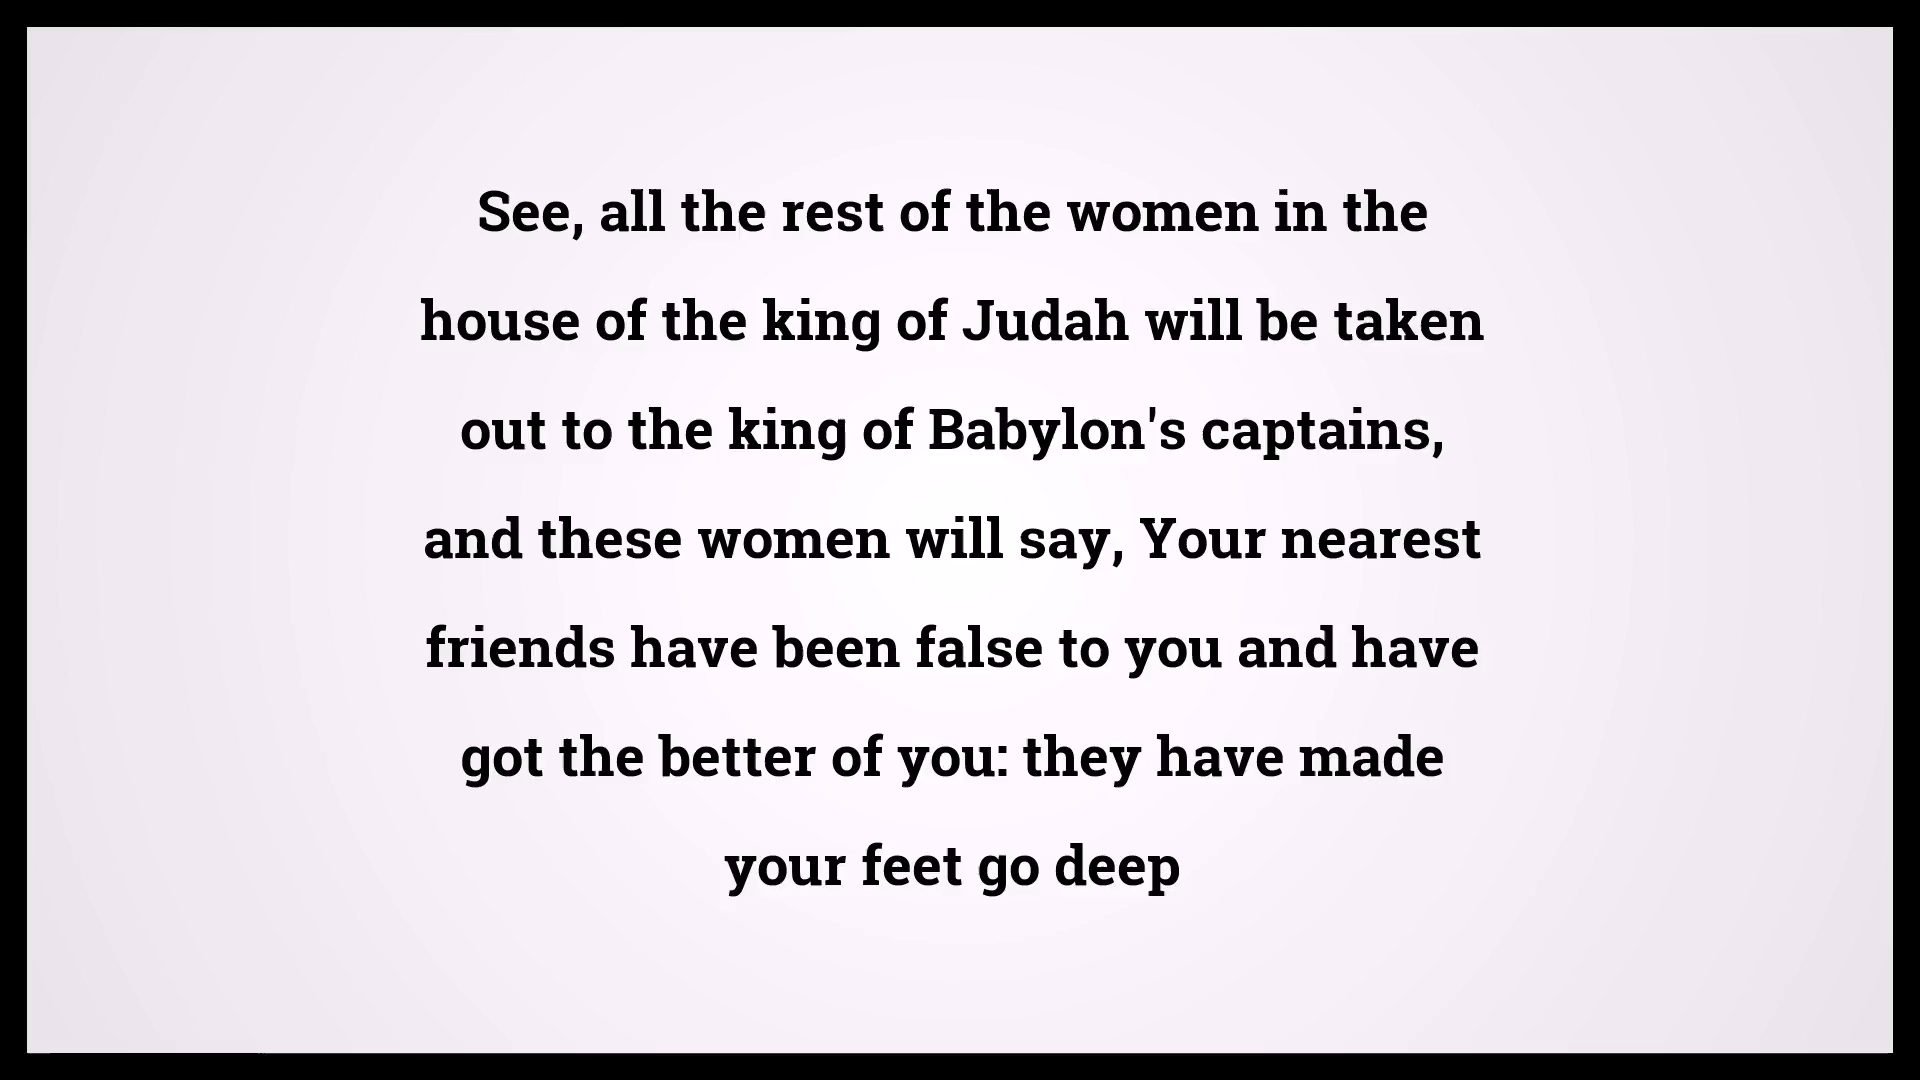 See, all the rest of the women in the
house of the king of Judah will be taken
out to the king of Babylon's captains,
and these women will say, Your nearest
friends have been false to you and have
got the better of you: they have made
your feet go deep